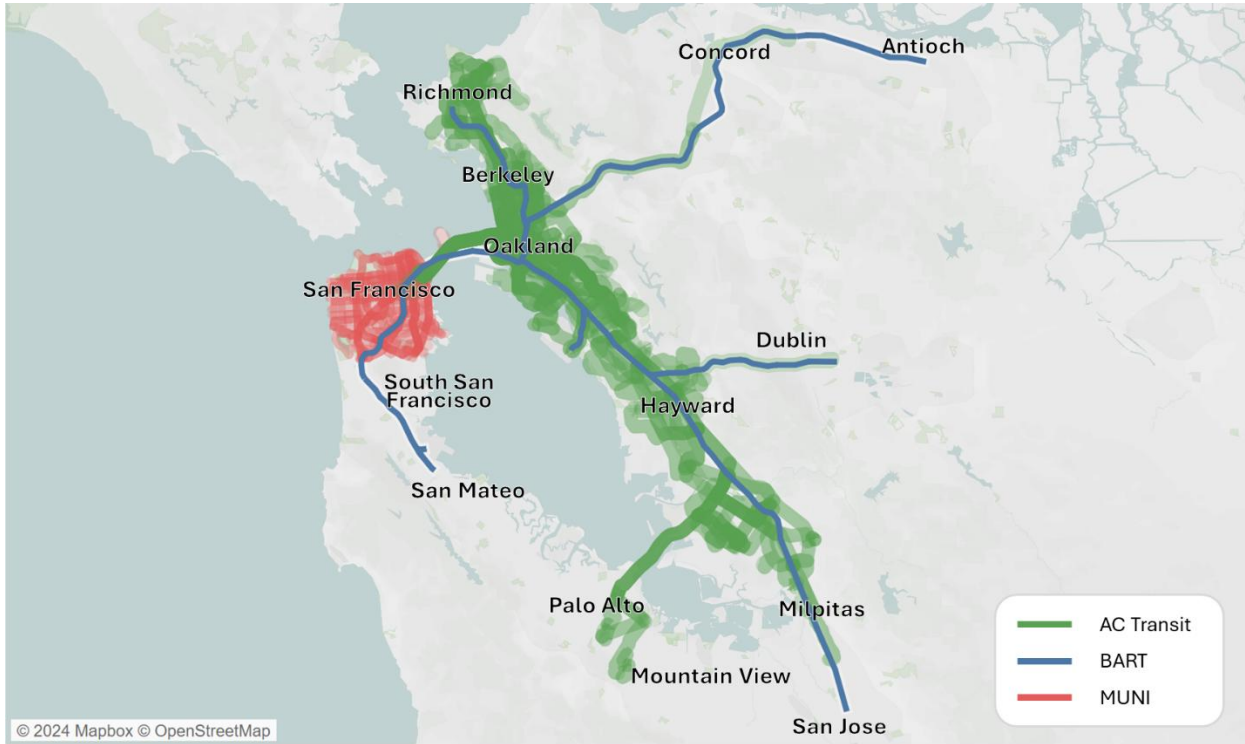 Concord
Antioch
Richmond
Berkeley
Oakland
San Francisco
Dublin
South San
Francisco
Hayward
San Mateo
Palo Alto
Milpitas
Mountain View
San Jose
AC Transit
BART
MUNI
© 2024 Mapbox © OpenStreetMap